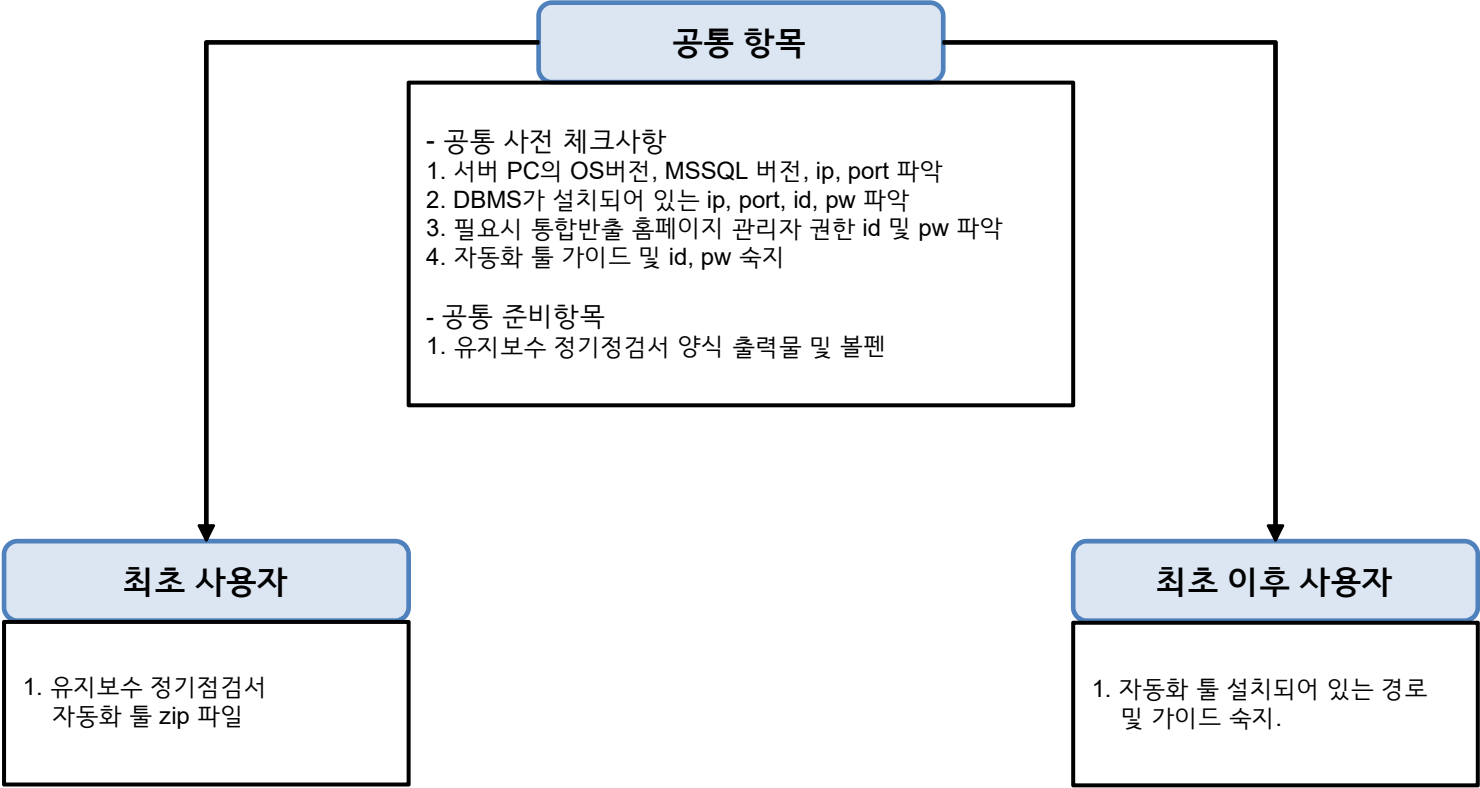 공통 항목
- 공통 사전 체크사항
1. 서버 PC의 OS버전, MSSQL 버전, ip, port 파악
2. DBMS가 설치되어 있는 ip, port, id, pw 파악
3. 필요시 통합반출 홈페이지 관리자 권한 id 및 pw 파악
4. 자동화 툴 가이드 및 id, pw 숙지
- 공통 준비항목
1. 유지보수 정기정검서 양식 출력물 및 볼펜
최초 사용자
1. 유지보수 정기점검서
자동화 툴 zip 파일
최초 이후 사용자
1. 자동화 툴 설치되어 있는 경로
및 가이드 숙지.